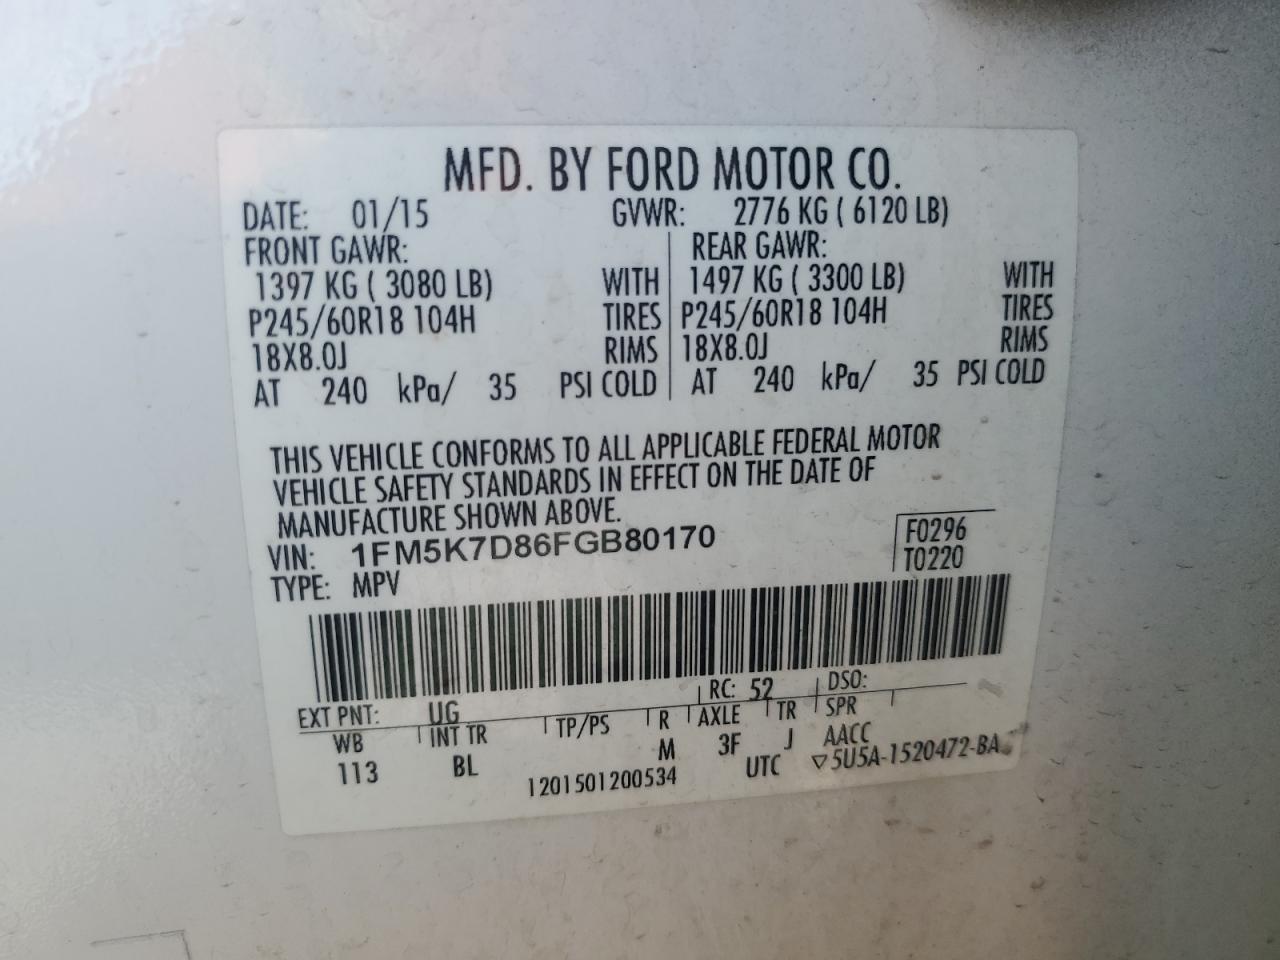 MFD. BY FORD MOTOR CO.
DATE: 01/15 GVWR: 2776 KG ( 6120 LB)
FRONT GAWR: REAR GAWR:
1397 KG ( 3080 LB) WITH 1497 KG ( 3300 LB) WITH
P245/60R18 104H TIRES P245/60R18 104H TIRES
18X8.0J RIMS 18X8.0J RIMS
AT 240 kPa/ 35 PSI COLD AT 240 kPa/ 35 PSI COLD
THIS VEHICLE CONFORMS TO ALL APPLICABLE FEDERAL MOTOR
VEHICLE SAFETY STANDARDS IN EFFECT ON THE DATE OF
MANUFACTURE SHOWN ABOVE.
VIN: 1FM5K7D86FGB80170 F0296
TYPE: MPV T0220
EXT PNT: UG RC: 52 DSO:
WB INT TR TP/PS R AXLE TR SPR
113 BL M 3F J AACC
1201501200534 UTC ▽5U5A-1520472-BA